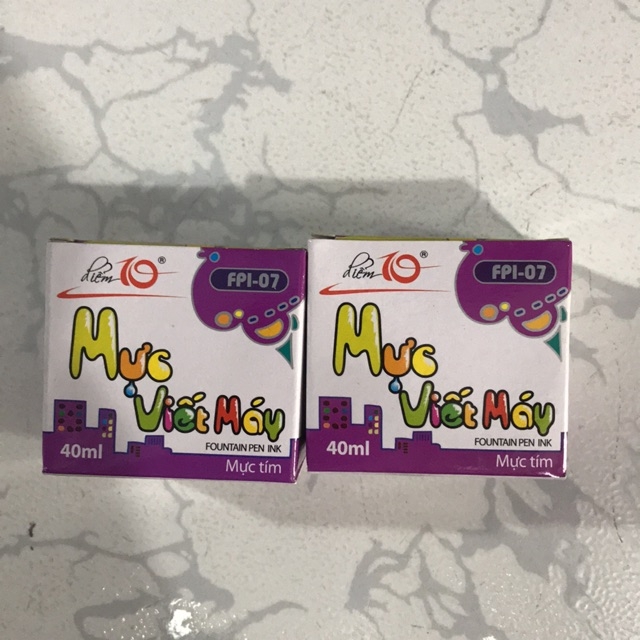 Điểm 10®
FPI-07
Mực
Viết Máy
FOUNTAIN PEN INK
40ml
Mực tím
Điểm 10®
FPI-07
Mực
Viết Máy
FOUNTAIN PEN INK
40ml
Mực tím